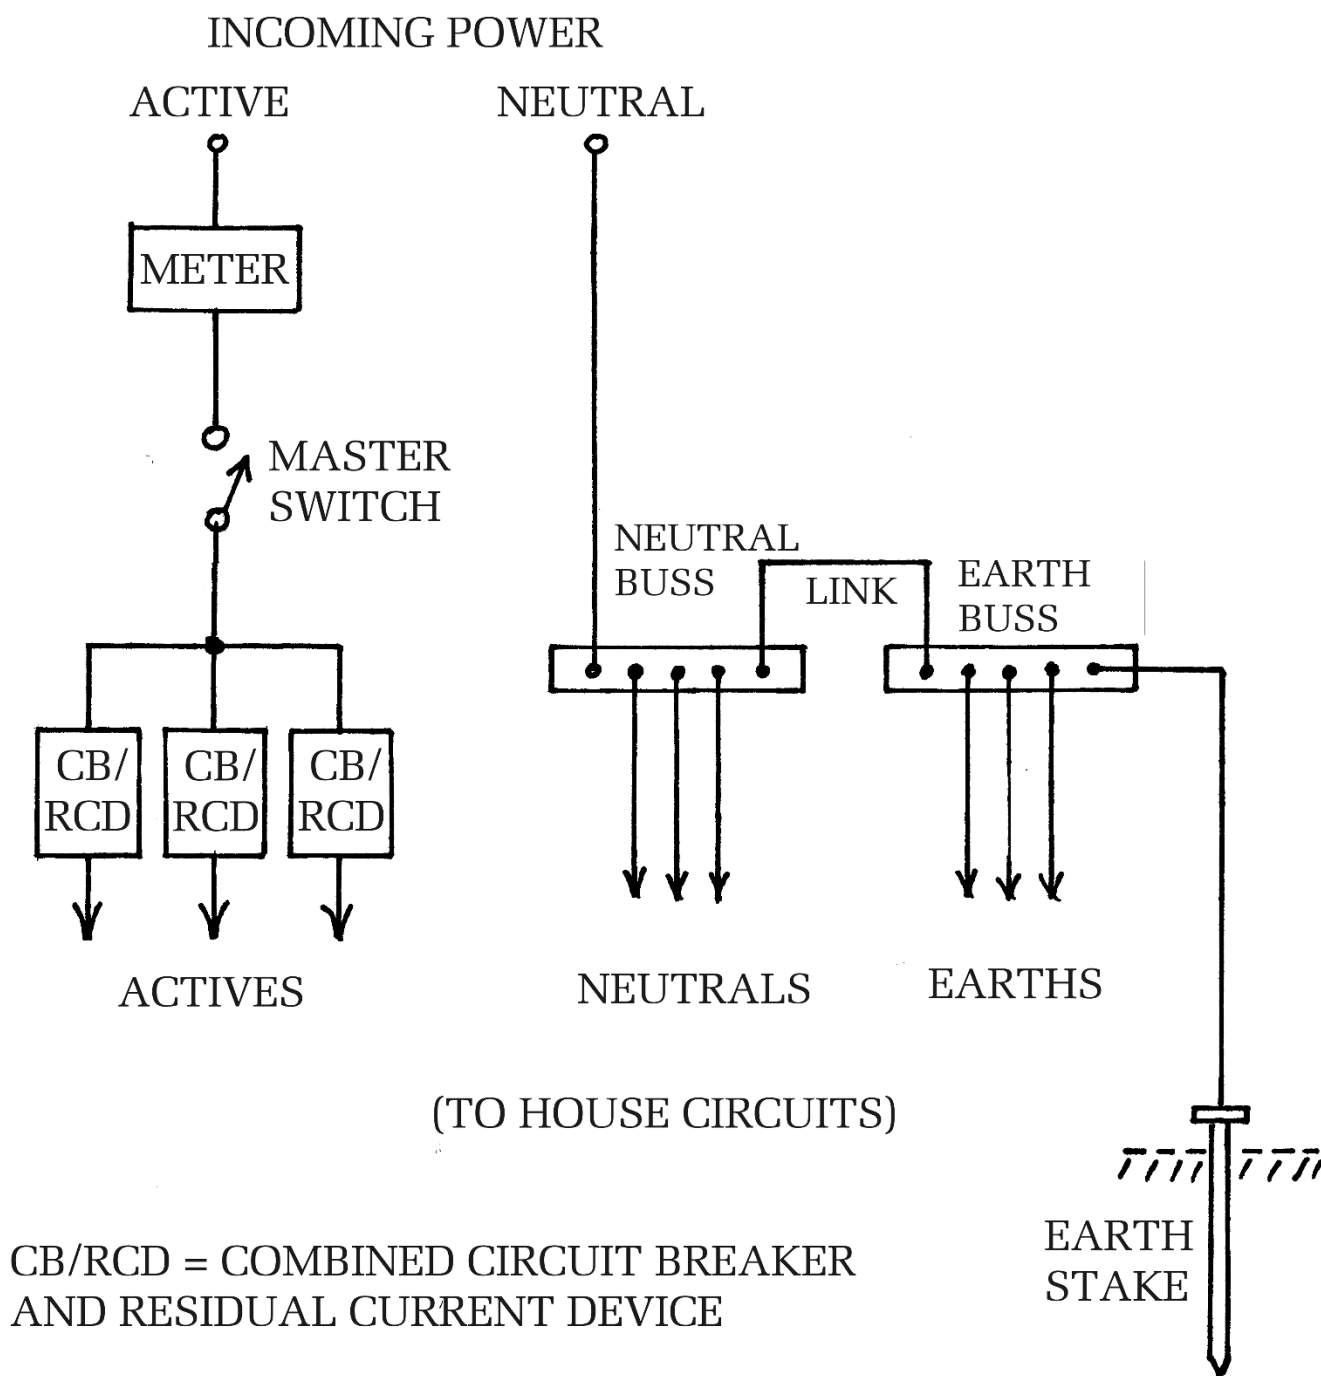 INCOMING POWER
ACTIVE
NEUTRAL
METER
MASTER
SWITCH
NEUTRAL
BUSS
LINK
EARTH
BUSS
CB/
RCD
CB/
RCD
CB/
RCD
ACTIVES
NEUTRALS
EARTHS
(TO HOUSE CIRCUITS)
EARTH
STAKE
CB/RCD = COMBINED CIRCUIT BREAKER
AND RESIDUAL CURRENT DEVICE